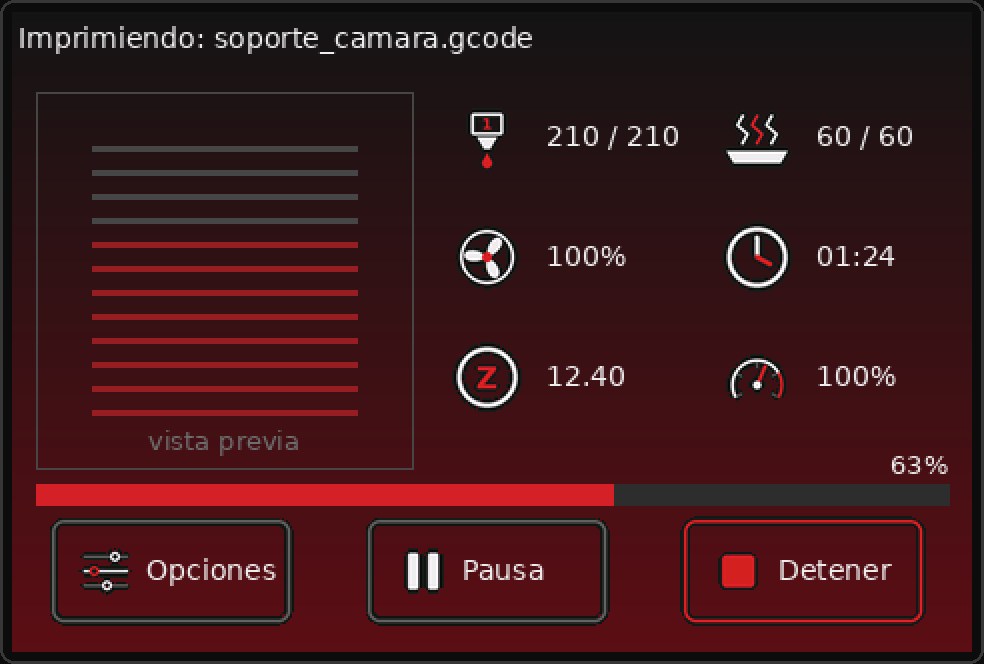 Imprimiendo: soporte_camara.gcode
1 210 / 210 60 / 60
100% 01:24
Z 12.40 100%
vista previa
63%
Opciones Pausa Detener